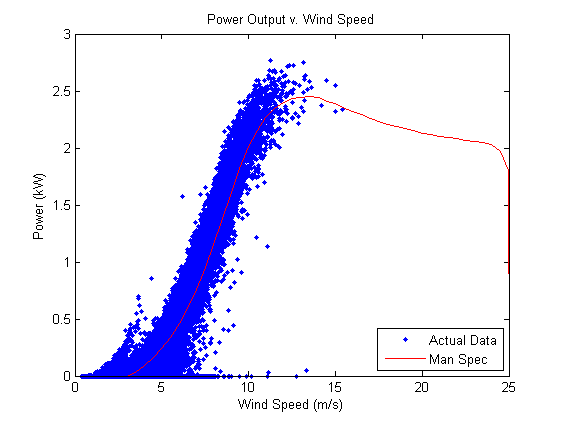 Power Output v. Wind Speed
3
2.5
2
1.5
1
0.5
0
Power (kW)
0
5
10
15
20
25
Wind Speed (m/s)
Actual Data
Man Spec